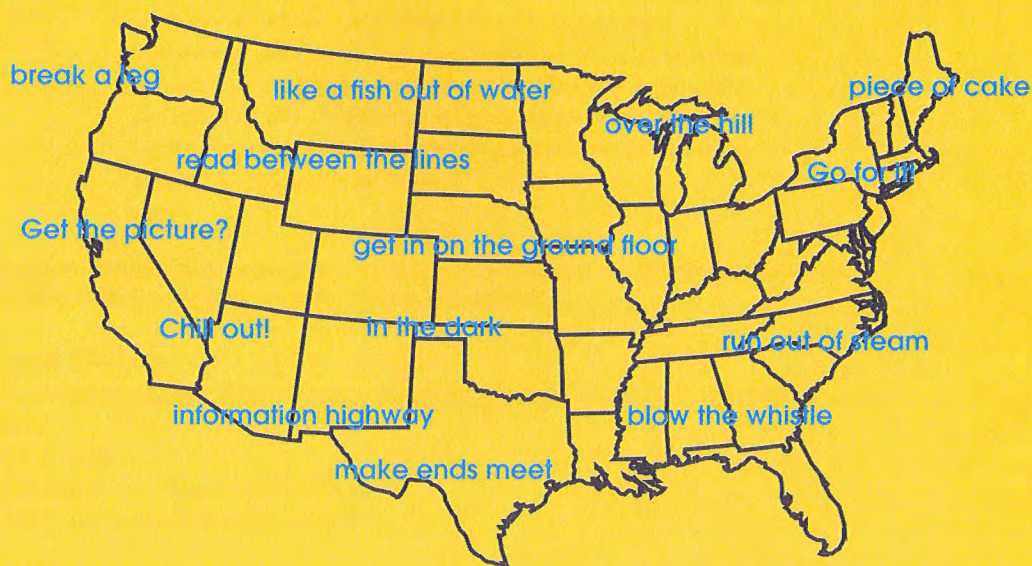 break a leg
like a fish out of water
piece of cake
over the hill
read between the lines
Go for it!
Get the picture?
get in on the ground floor
Chill out!
in the dark
run out of steam
information highway
blow the whistle
make ends meet